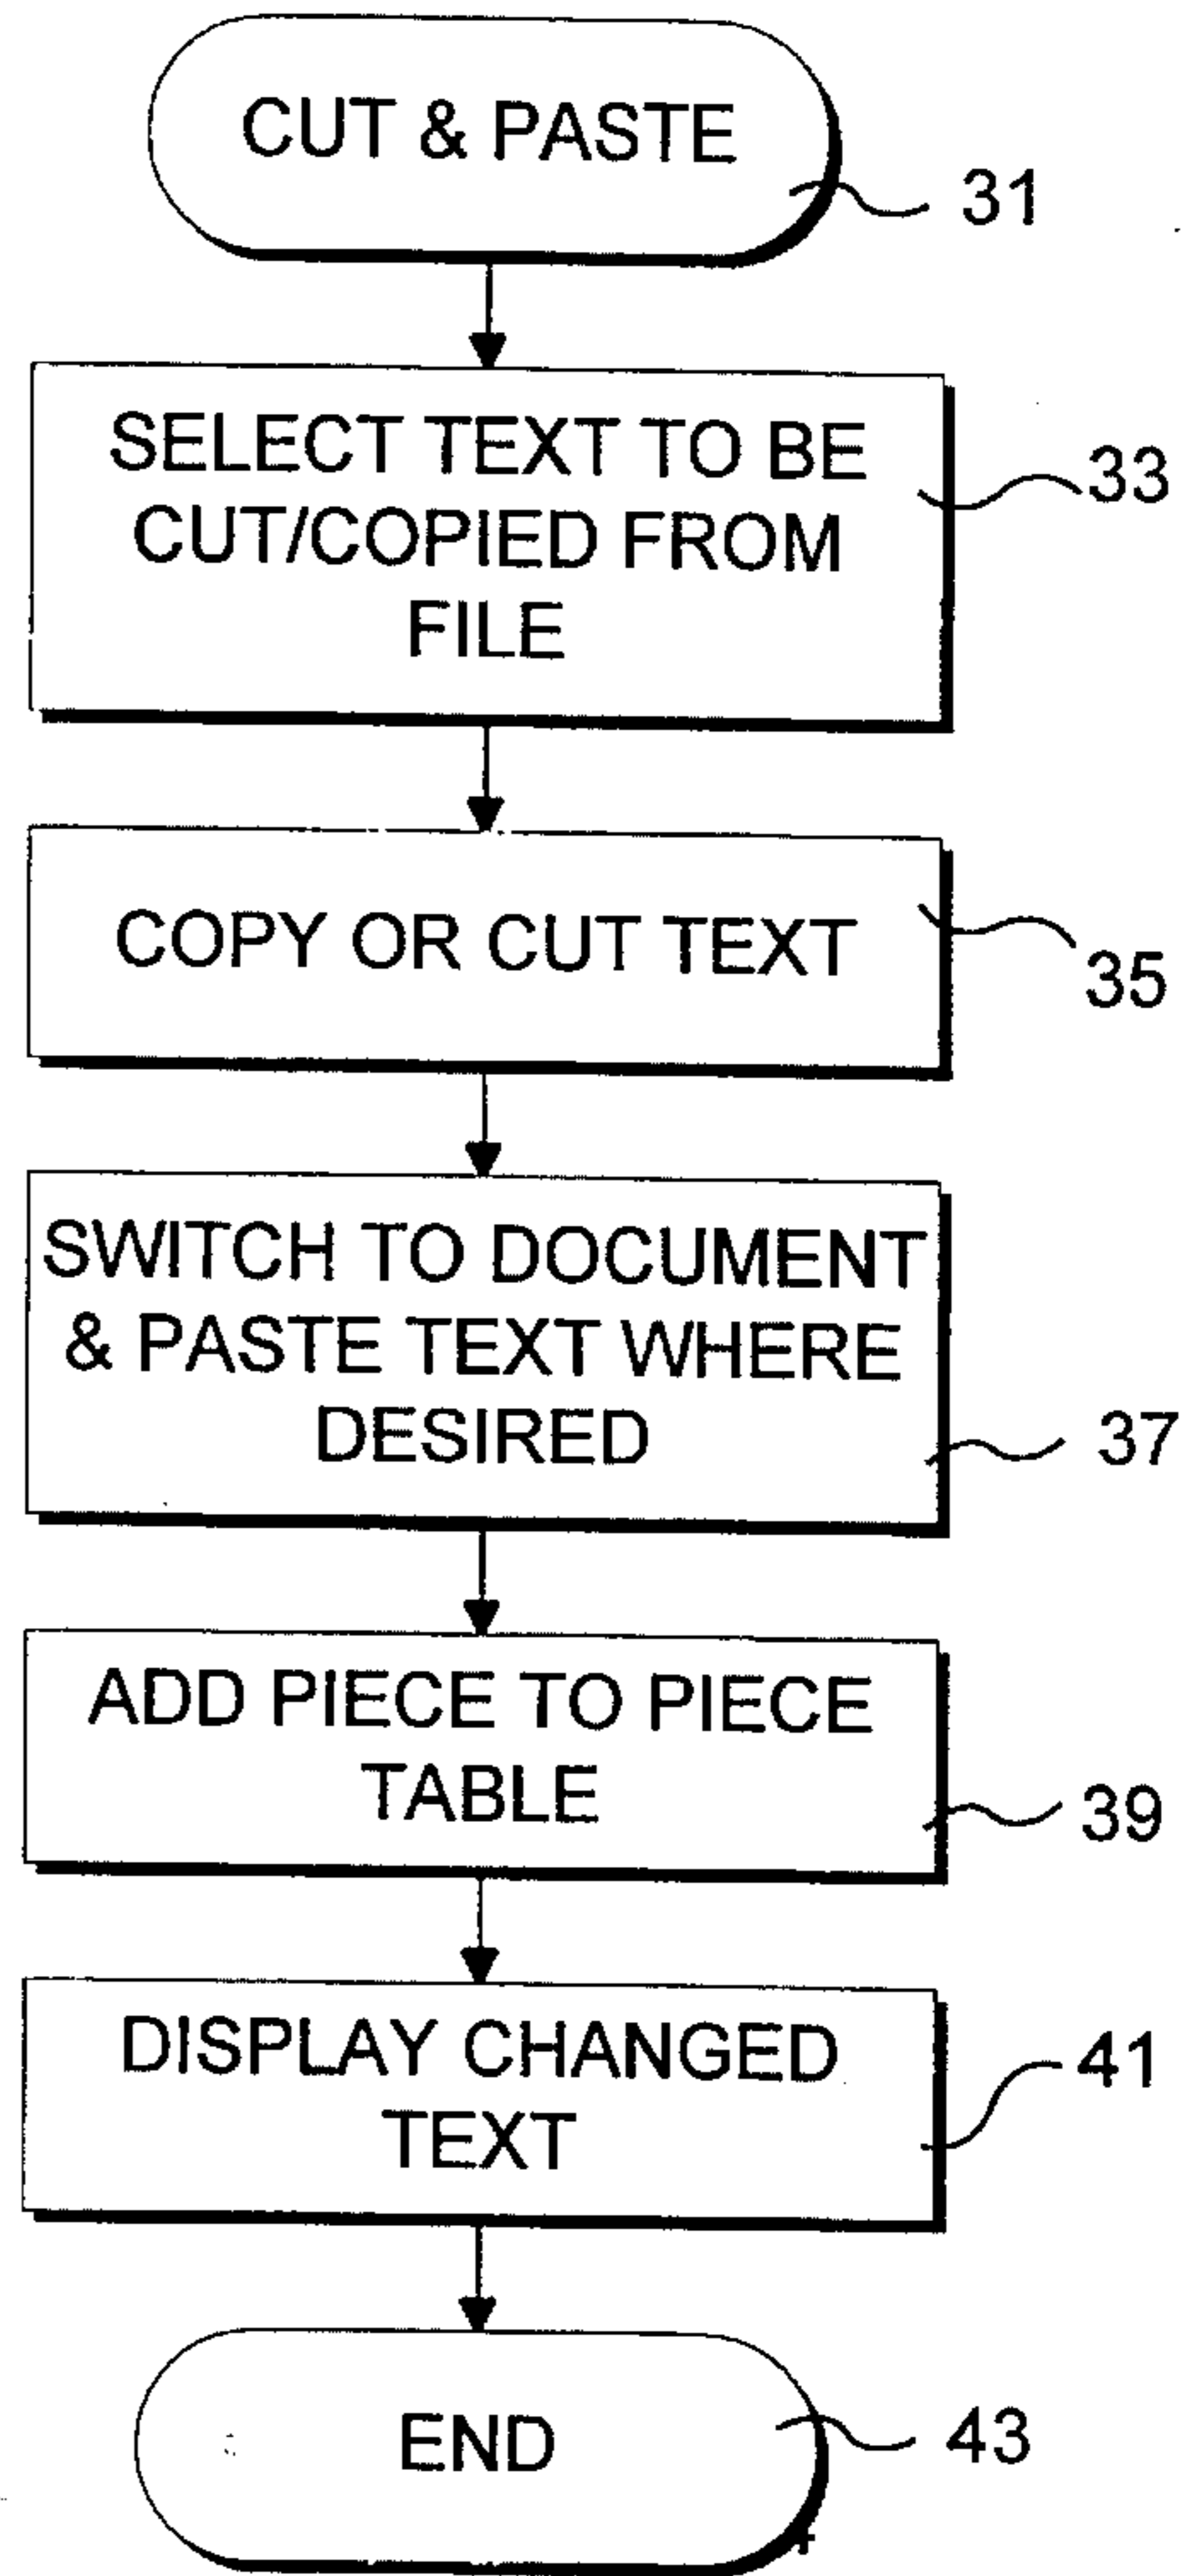 CUT & PASTE
31
SELECT TEXT TO BE
CUT/COPIED FROM
FILE
33
COPY OR CUT TEXT
35
SWITCH TO DOCUMENT
& PASTE TEXT WHERE
DESIRED
37
ADD PIECE TO PIECE
TABLE
39
DISPLAY CHANGED
TEXT
41
END
43